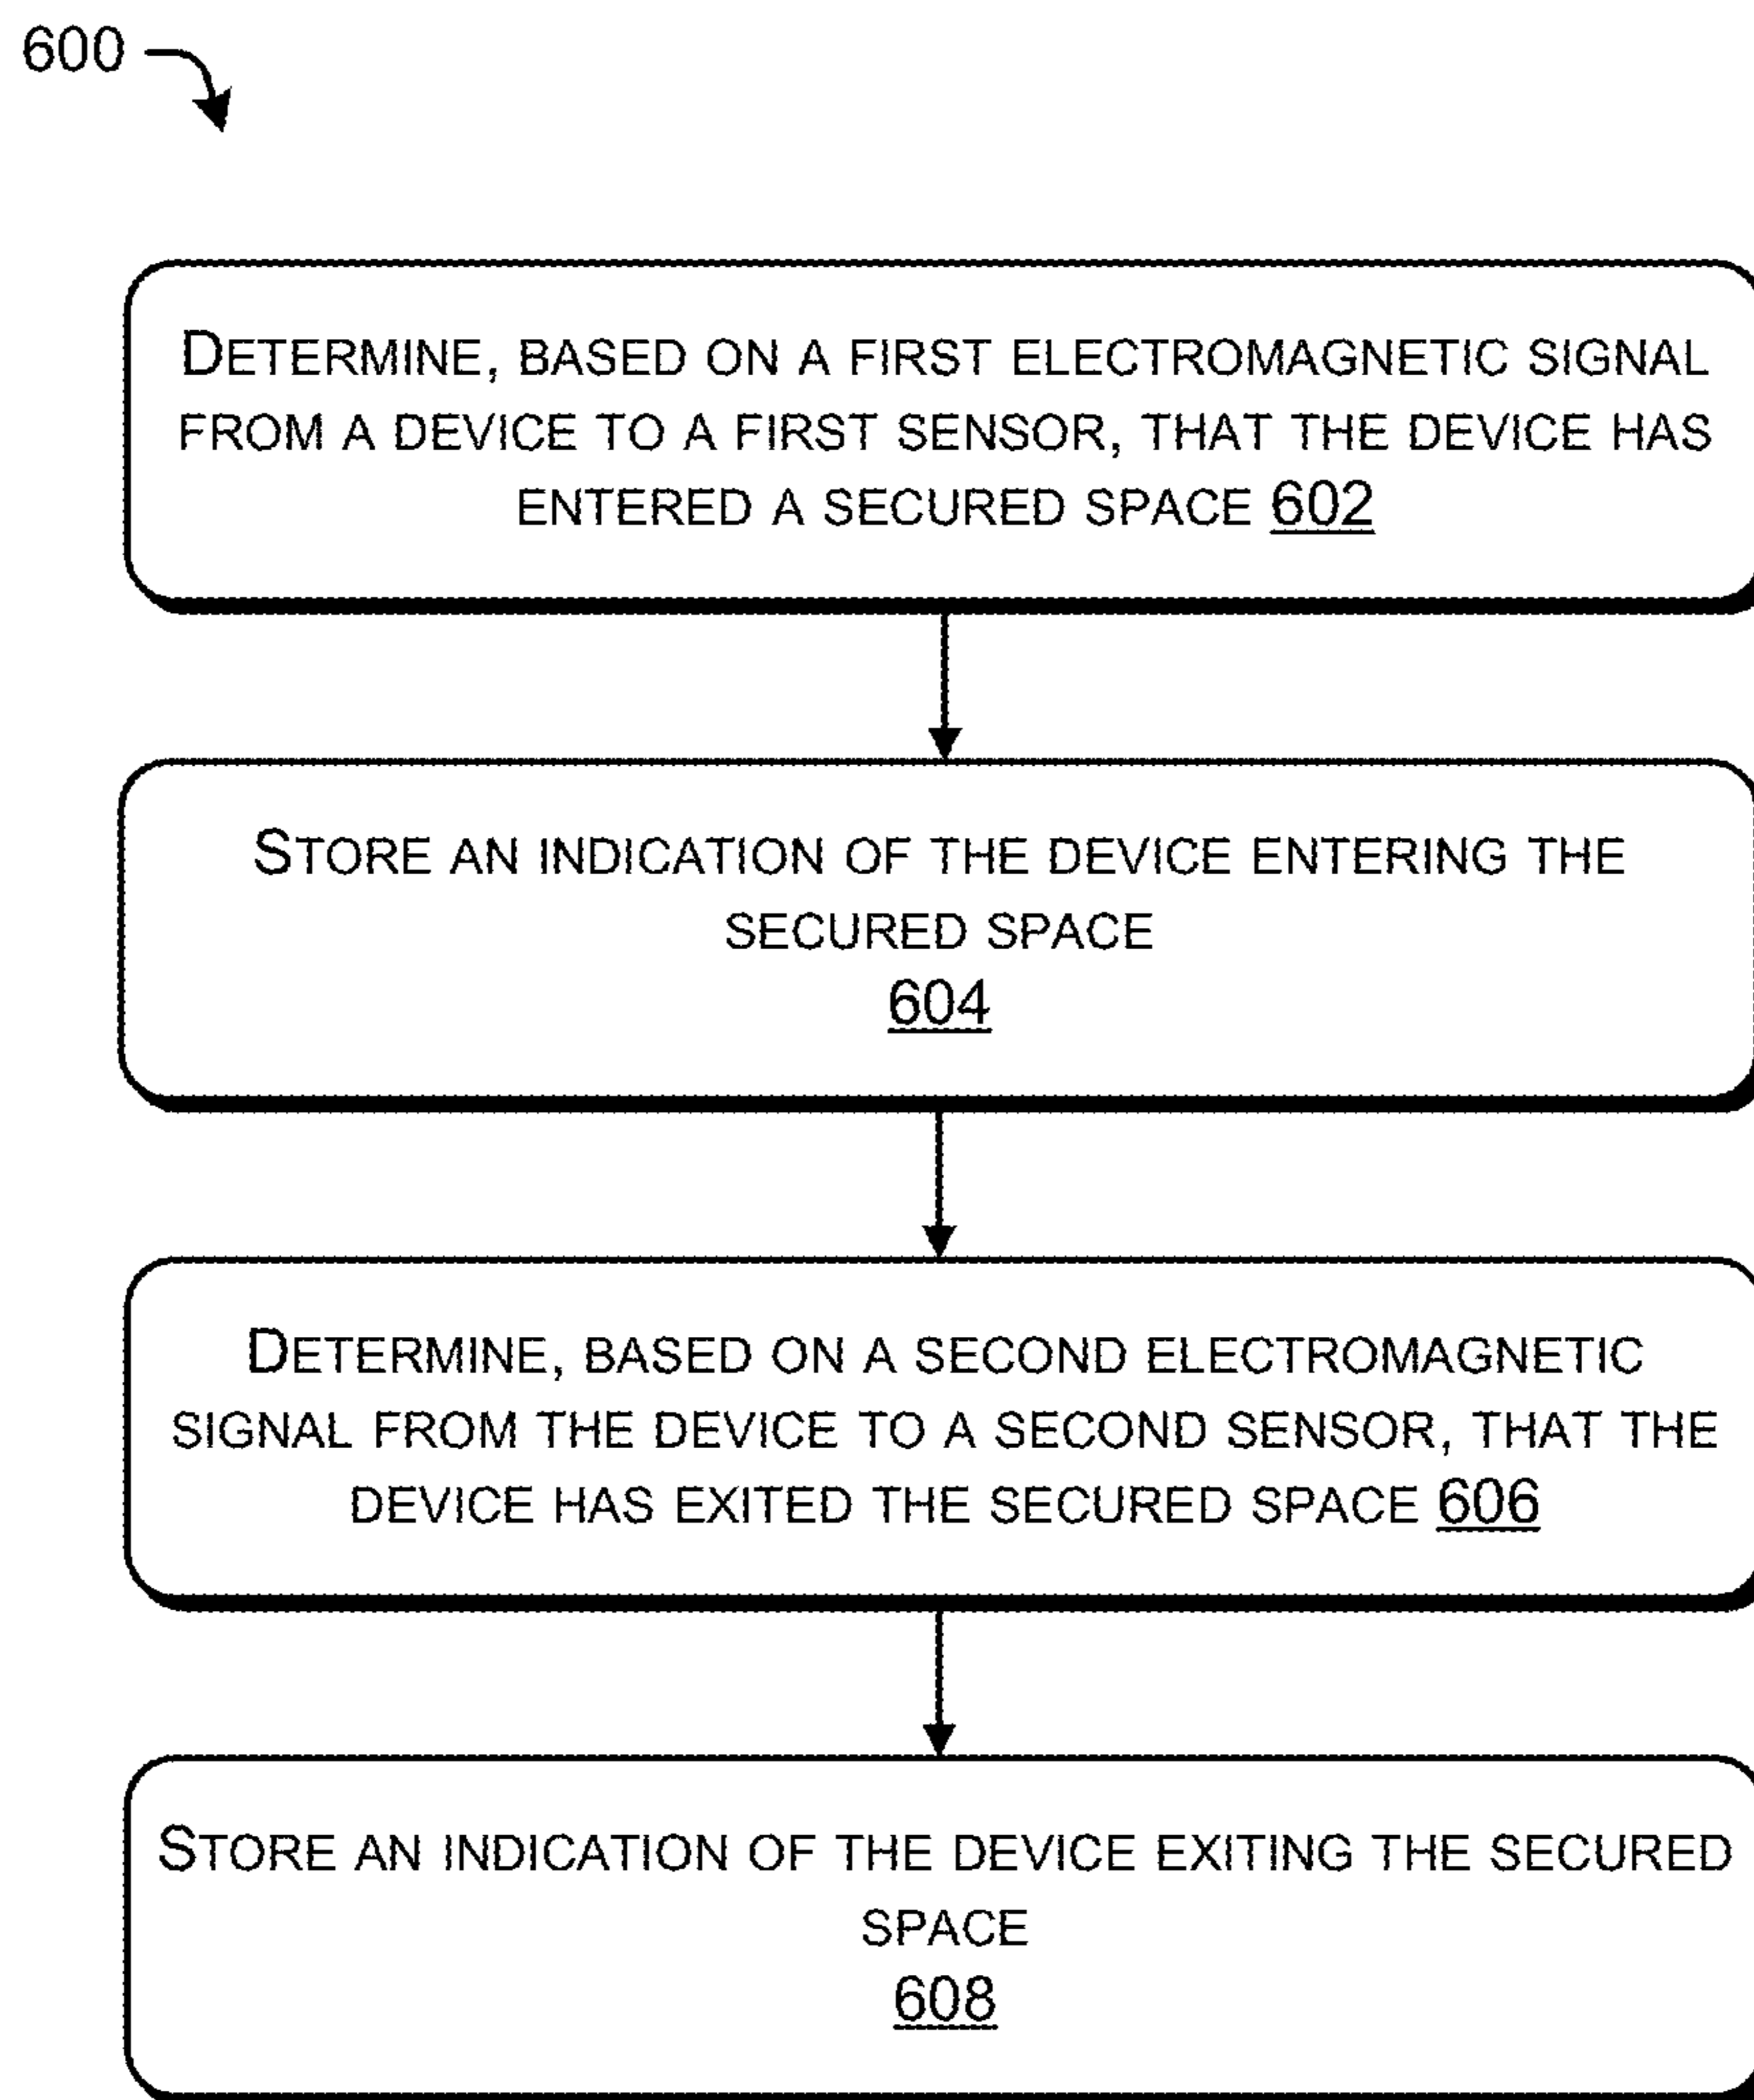 600
DETERMINE, BASED ON A FIRST ELECTROMAGNETIC SIGNAL
FROM A DEVICE TO A FIRST SENSOR, THAT THE DEVICE HAS
ENTERED A SECURED SPACE 602
STORE AN INDICATION OF THE DEVICE ENTERING THE
SECURED SPACE
604
DETERMINE, BASED ON A SECOND ELECTROMAGNETIC
SIGNAL FROM THE DEVICE TO A SECOND SENSOR, THAT THE
DEVICE HAS EXITED THE SECURED SPACE 606
STORE AN INDICATION OF THE DEVICE EXITING THE SECURED
SPACE
608